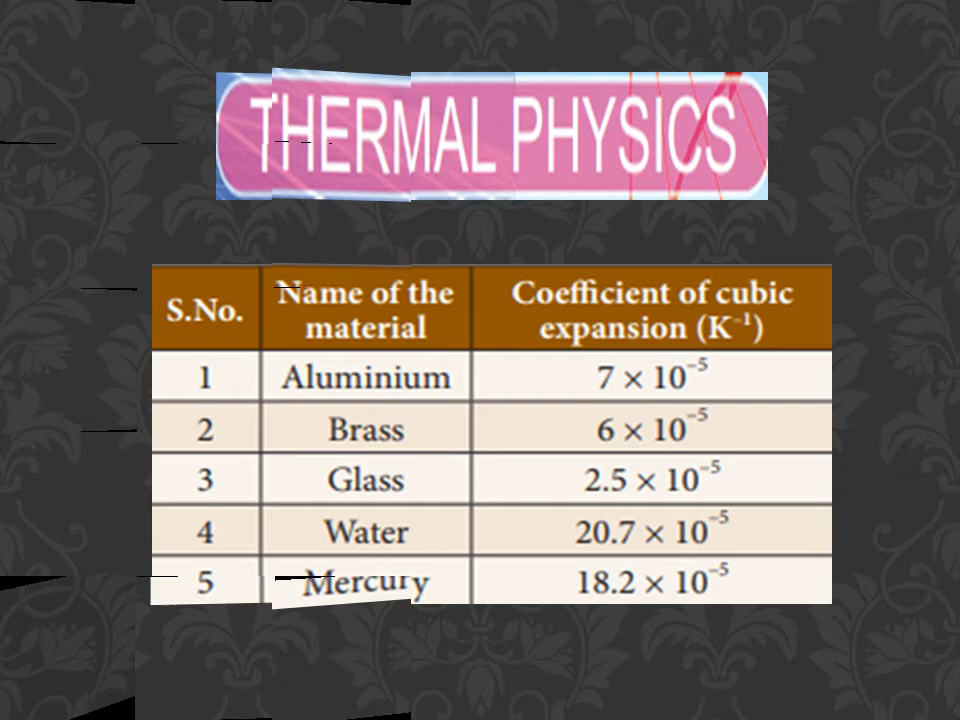 THERMAL PHYSICS
S.No. Name of the material Coefficient of cubic expansion (K⁻¹)
1 Aluminium 7 × 10⁻⁵
2 Brass 6 × 10⁻⁵
3 Glass 2.5 × 10⁻⁵
4 Water 20.7 × 10⁻⁵
5 Mercury 18.2 × 10⁻⁵